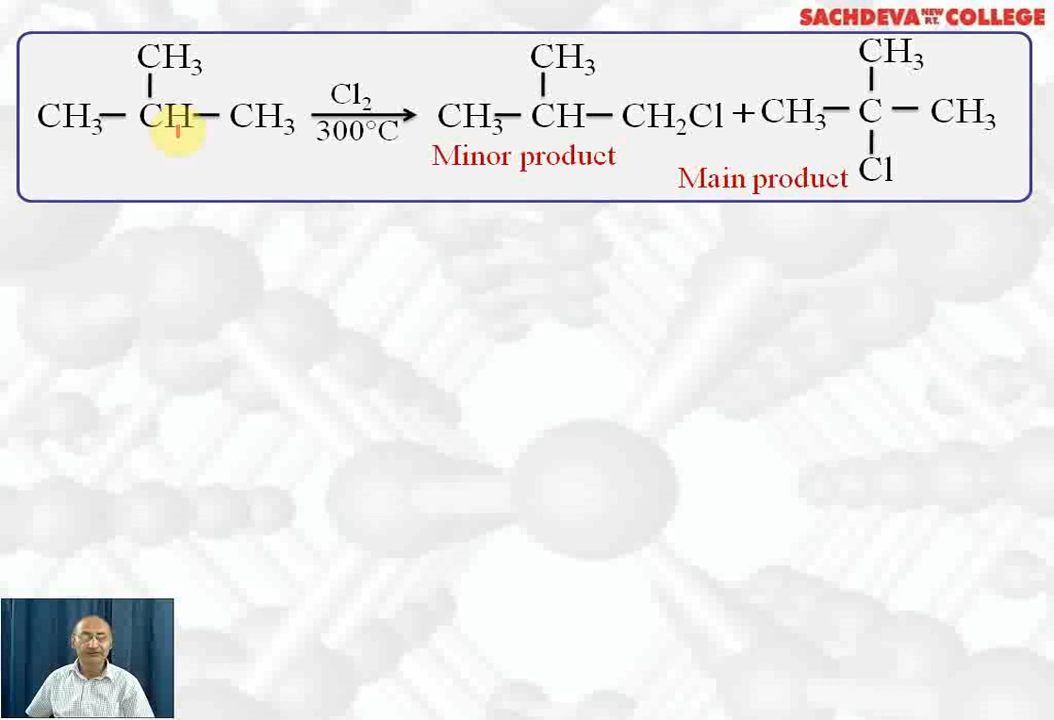 SACHDEVA NEW P.T. COLLEGE
CH₃ CH₃ CH₃
CH₃ — CH — CH₃ Cl₂ 300°C → CH₃ — CH — CH₂Cl + CH₃ — C — CH₃
Minor product
Main product Cl